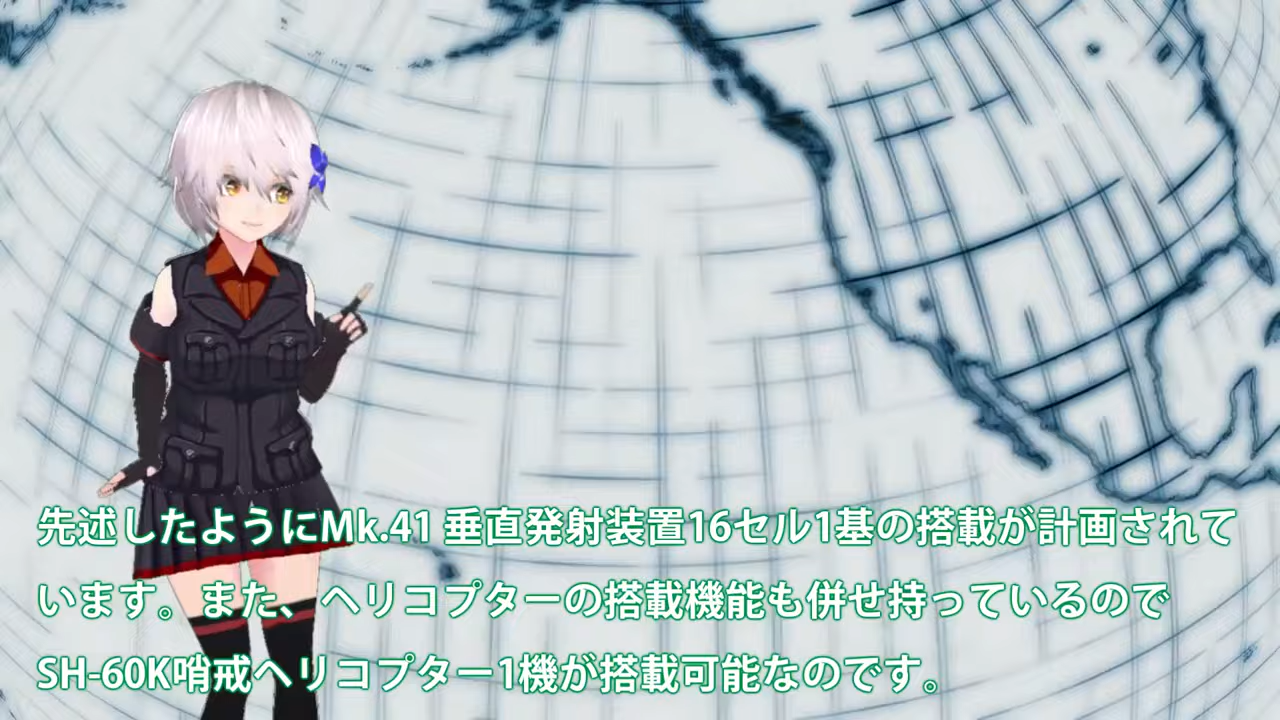 先述したようにMk.41 垂直発射装置16セル1基の搭載が計画されて
います。また、ヘリコプターの搭載機能も併せ持っているので
SH-60K哨戒ヘリコプター1機が搭載可能なのです。